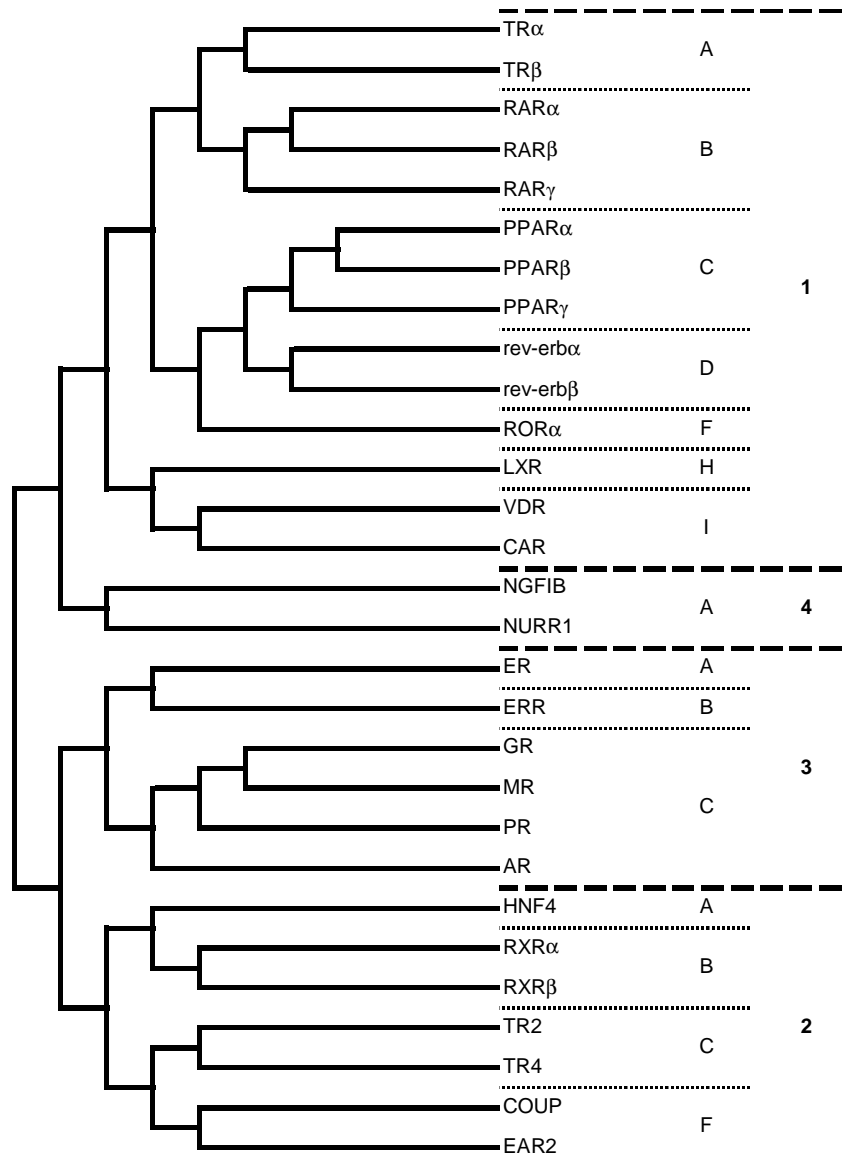 TRα
A
TRβ
RARα
RARβ
B
RARγ
PPARα
PPARβ
C
1
PPARγ
rev-erbα
D
rev-erbβ
RORα
F
LXR
H
VDR
I
CAR
NGFIB
A
4
NURR1
ER
A
ERR
B
GR
3
MR
C
PR
AR
HNF4
A
RXRα
B
RXRβ
TR2
2
C
TR4
COUP
F
EAR2